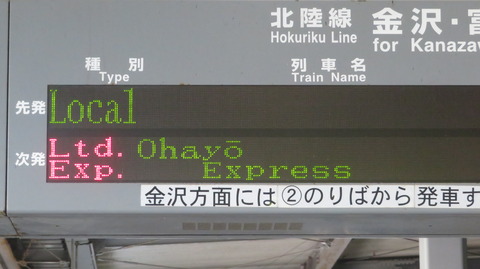 北陸線 金沢・富
Hokuriku Line for Kanazaw
種別 列車名
Type Train Name
先発 Local
次発 Ltd. Exp. Ohayō Express
金沢方面には②のりばから発車す